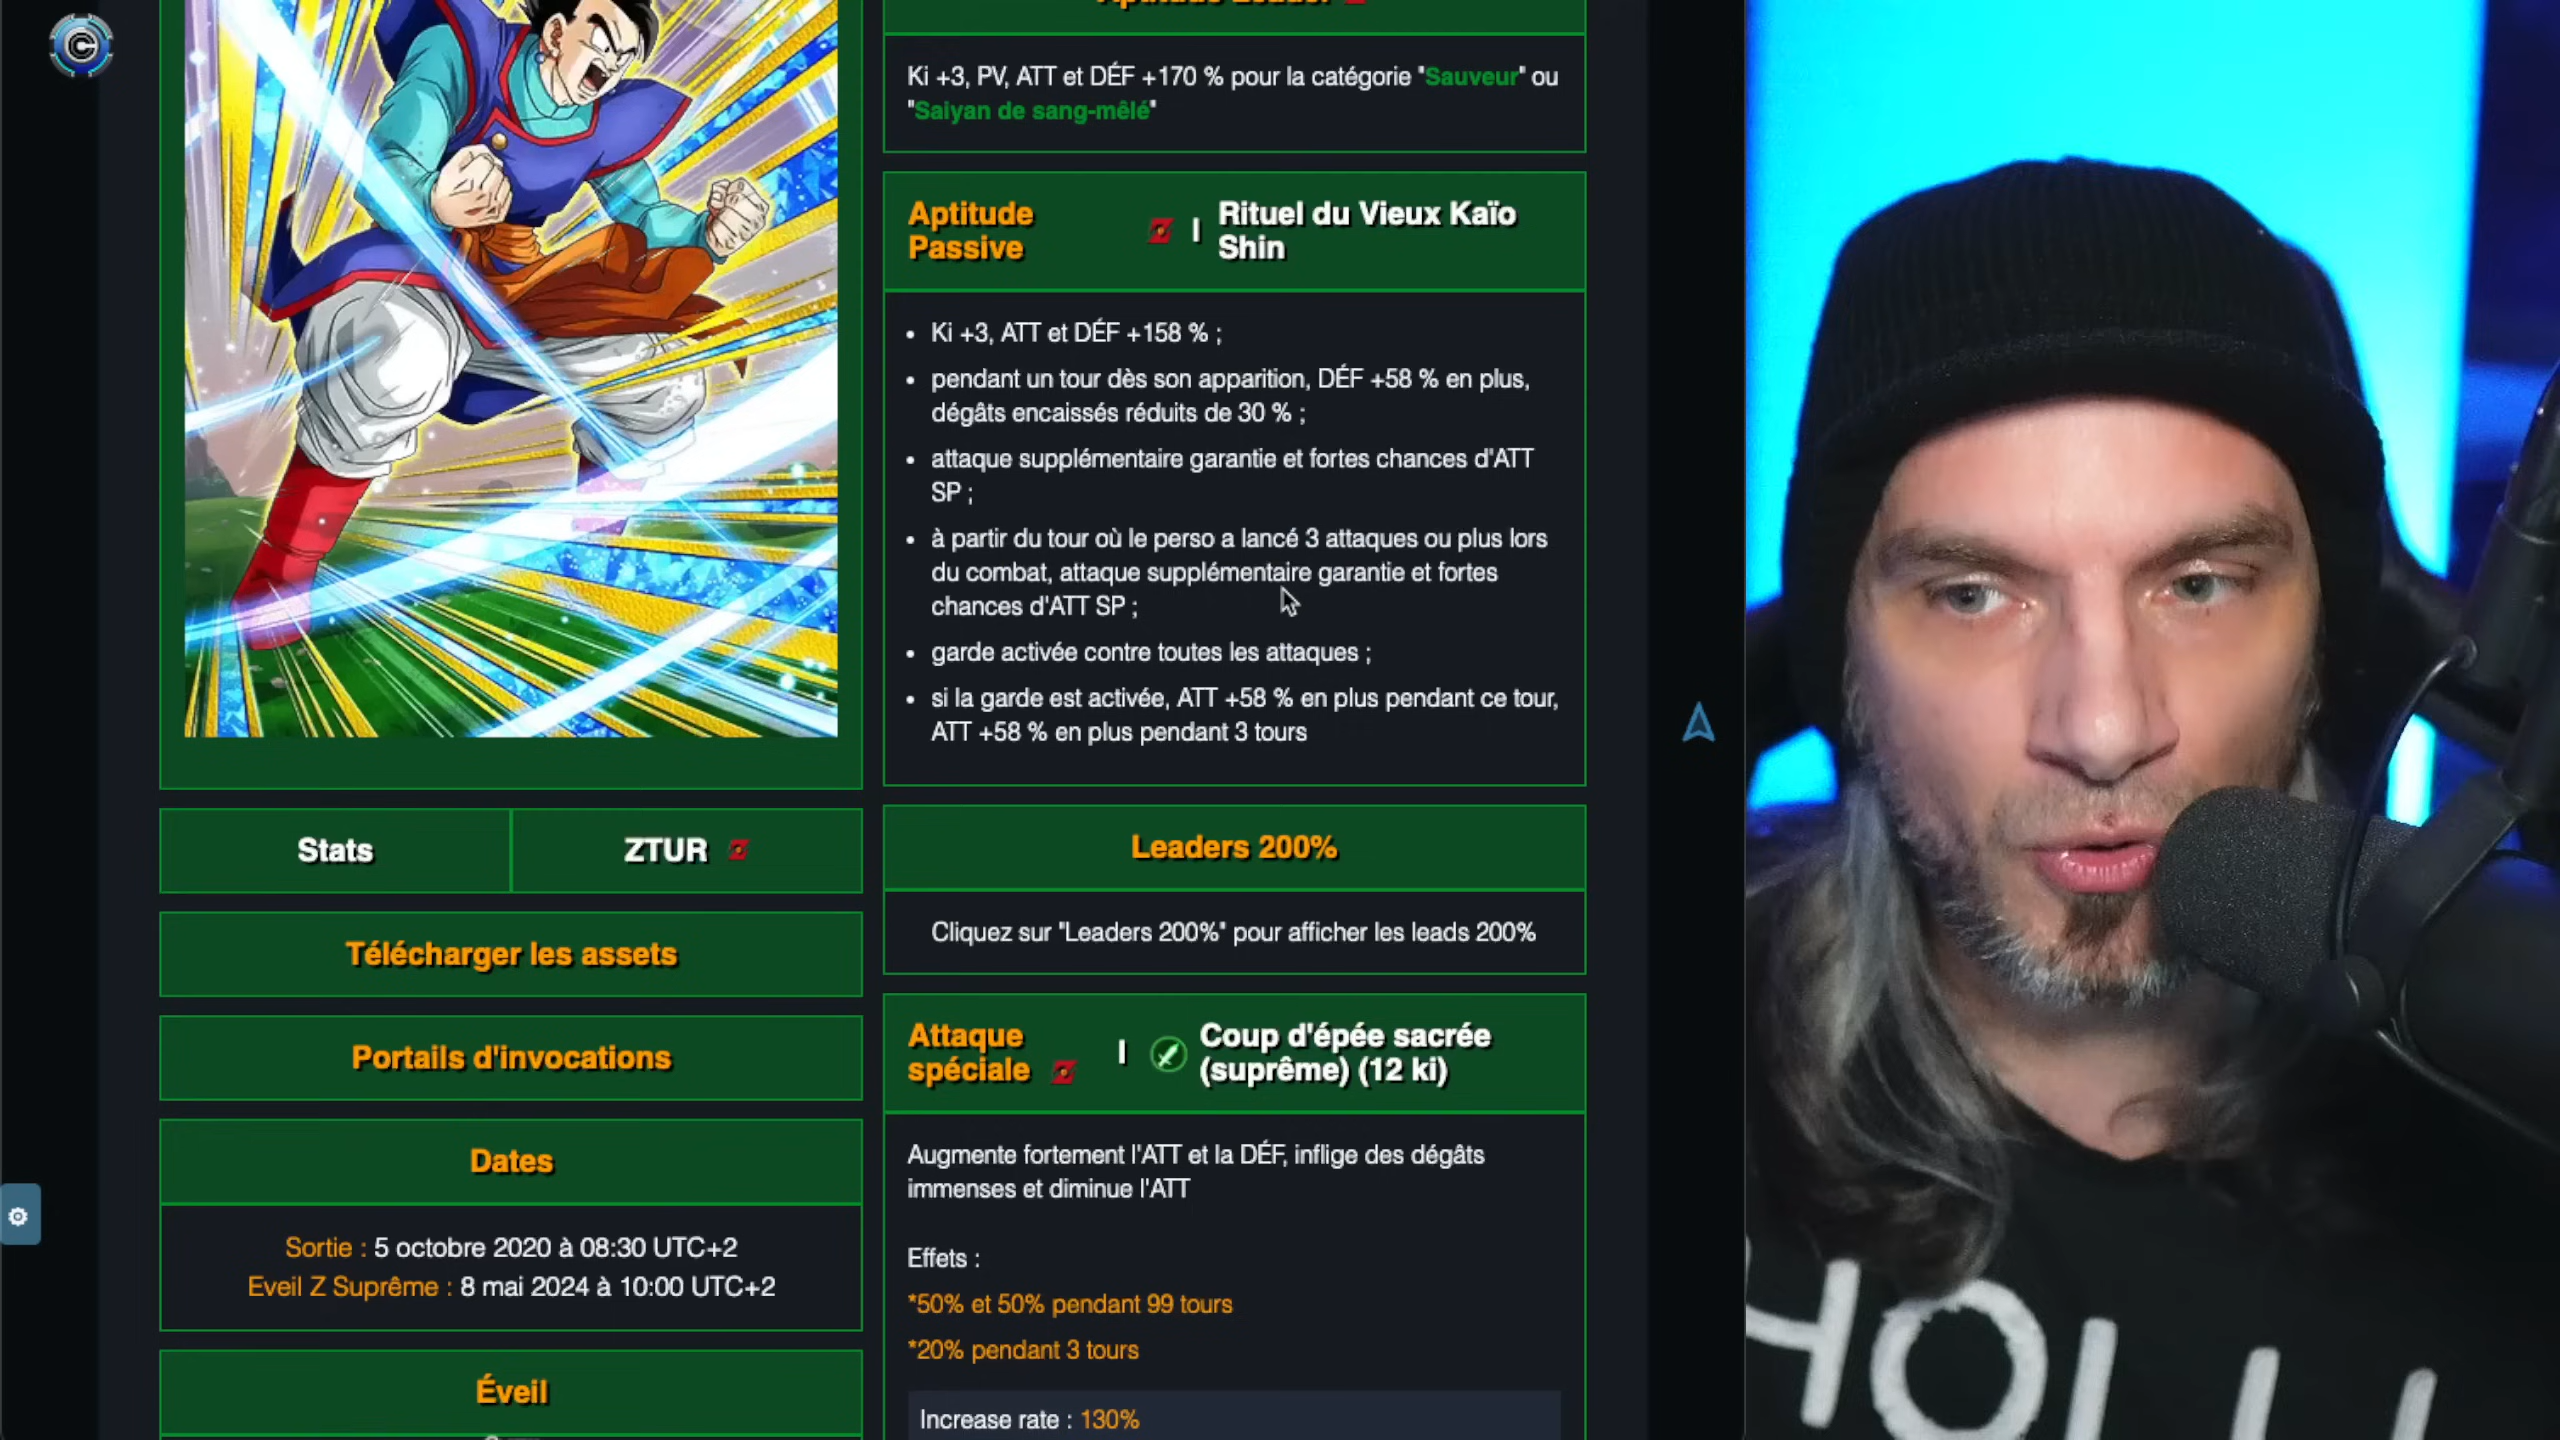 Aptitude Leader
Ki +3, PV, ATT et DÉF +170 % pour la catégorie "Sauveur" ou
"Saiyan de sang-mêlé"
Aptitude
Passive
Rituel du Vieux Kaïo
Shin
• Ki +3, ATT et DÉF +158 % ;
• pendant un tour dès son apparition, DÉF +58 % en plus,
dégâts encaissés réduits de 30 % ;
• attaque supplémentaire garantie et fortes chances d'ATT
SP ;
• à partir du tour où le perso a lancé 3 attaques ou plus lors
du combat, attaque supplémentaire garantie et fortes
chances d'ATT SP ;
• garde activée contre toutes les attaques ;
• si la garde est activée, ATT +58 % en plus pendant ce tour,
ATT +58 % en plus pendant 3 tours
Stats
ZTUR
Télécharger les assets
Portails d'invocations
Dates
Sortie : 5 octobre 2020 à 08:30 UTC+2
Eveil Z Suprême : 8 mai 2024 à 10:00 UTC+2
Éveil
Leaders 200%
Cliquez sur "Leaders 200%" pour afficher les leads 200%
Attaque
spéciale
Coup d'épée sacrée
(suprême) (12 ki)
Augmente fortement l'ATT et la DÉF, inflige des dégâts
immenses et diminue l'ATT
Effets :
*50% et 50% pendant 99 tours
*20% pendant 3 tours
Increase rate : 130%